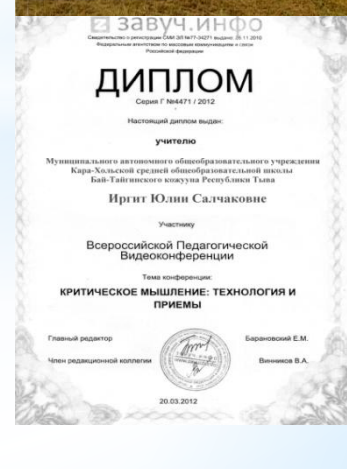 завуч.инфо
Свидетельство о регистрации СМИ ЭЛ №77-34271 выдано: 26.11.2010
Федеральным агентством по массовым коммуникациям и связи
Российской федерации
ДИПЛОМ
Серия Г №4471 / 2012
Настоящий диплом выдан:
учителю
Муниципального автономного общеобразовательного учреждения
Кара-Хольской средней общеобразовательной школы
Бай-Тайгинского кожууна Республики Тыва
Иргит Юлии Салчаковне
Участнику
Всероссийской Педагогической
Видеоконференции
Тема конференции:
КРИТИЧЕСКОЕ МЫШЛЕНИЕ: ТЕХНОЛОГИЯ И
ПРИЕМЫ
Главный редактор
Барановский Е.М.
Член редакционной коллегии
Винников В.А.
20.03.2012